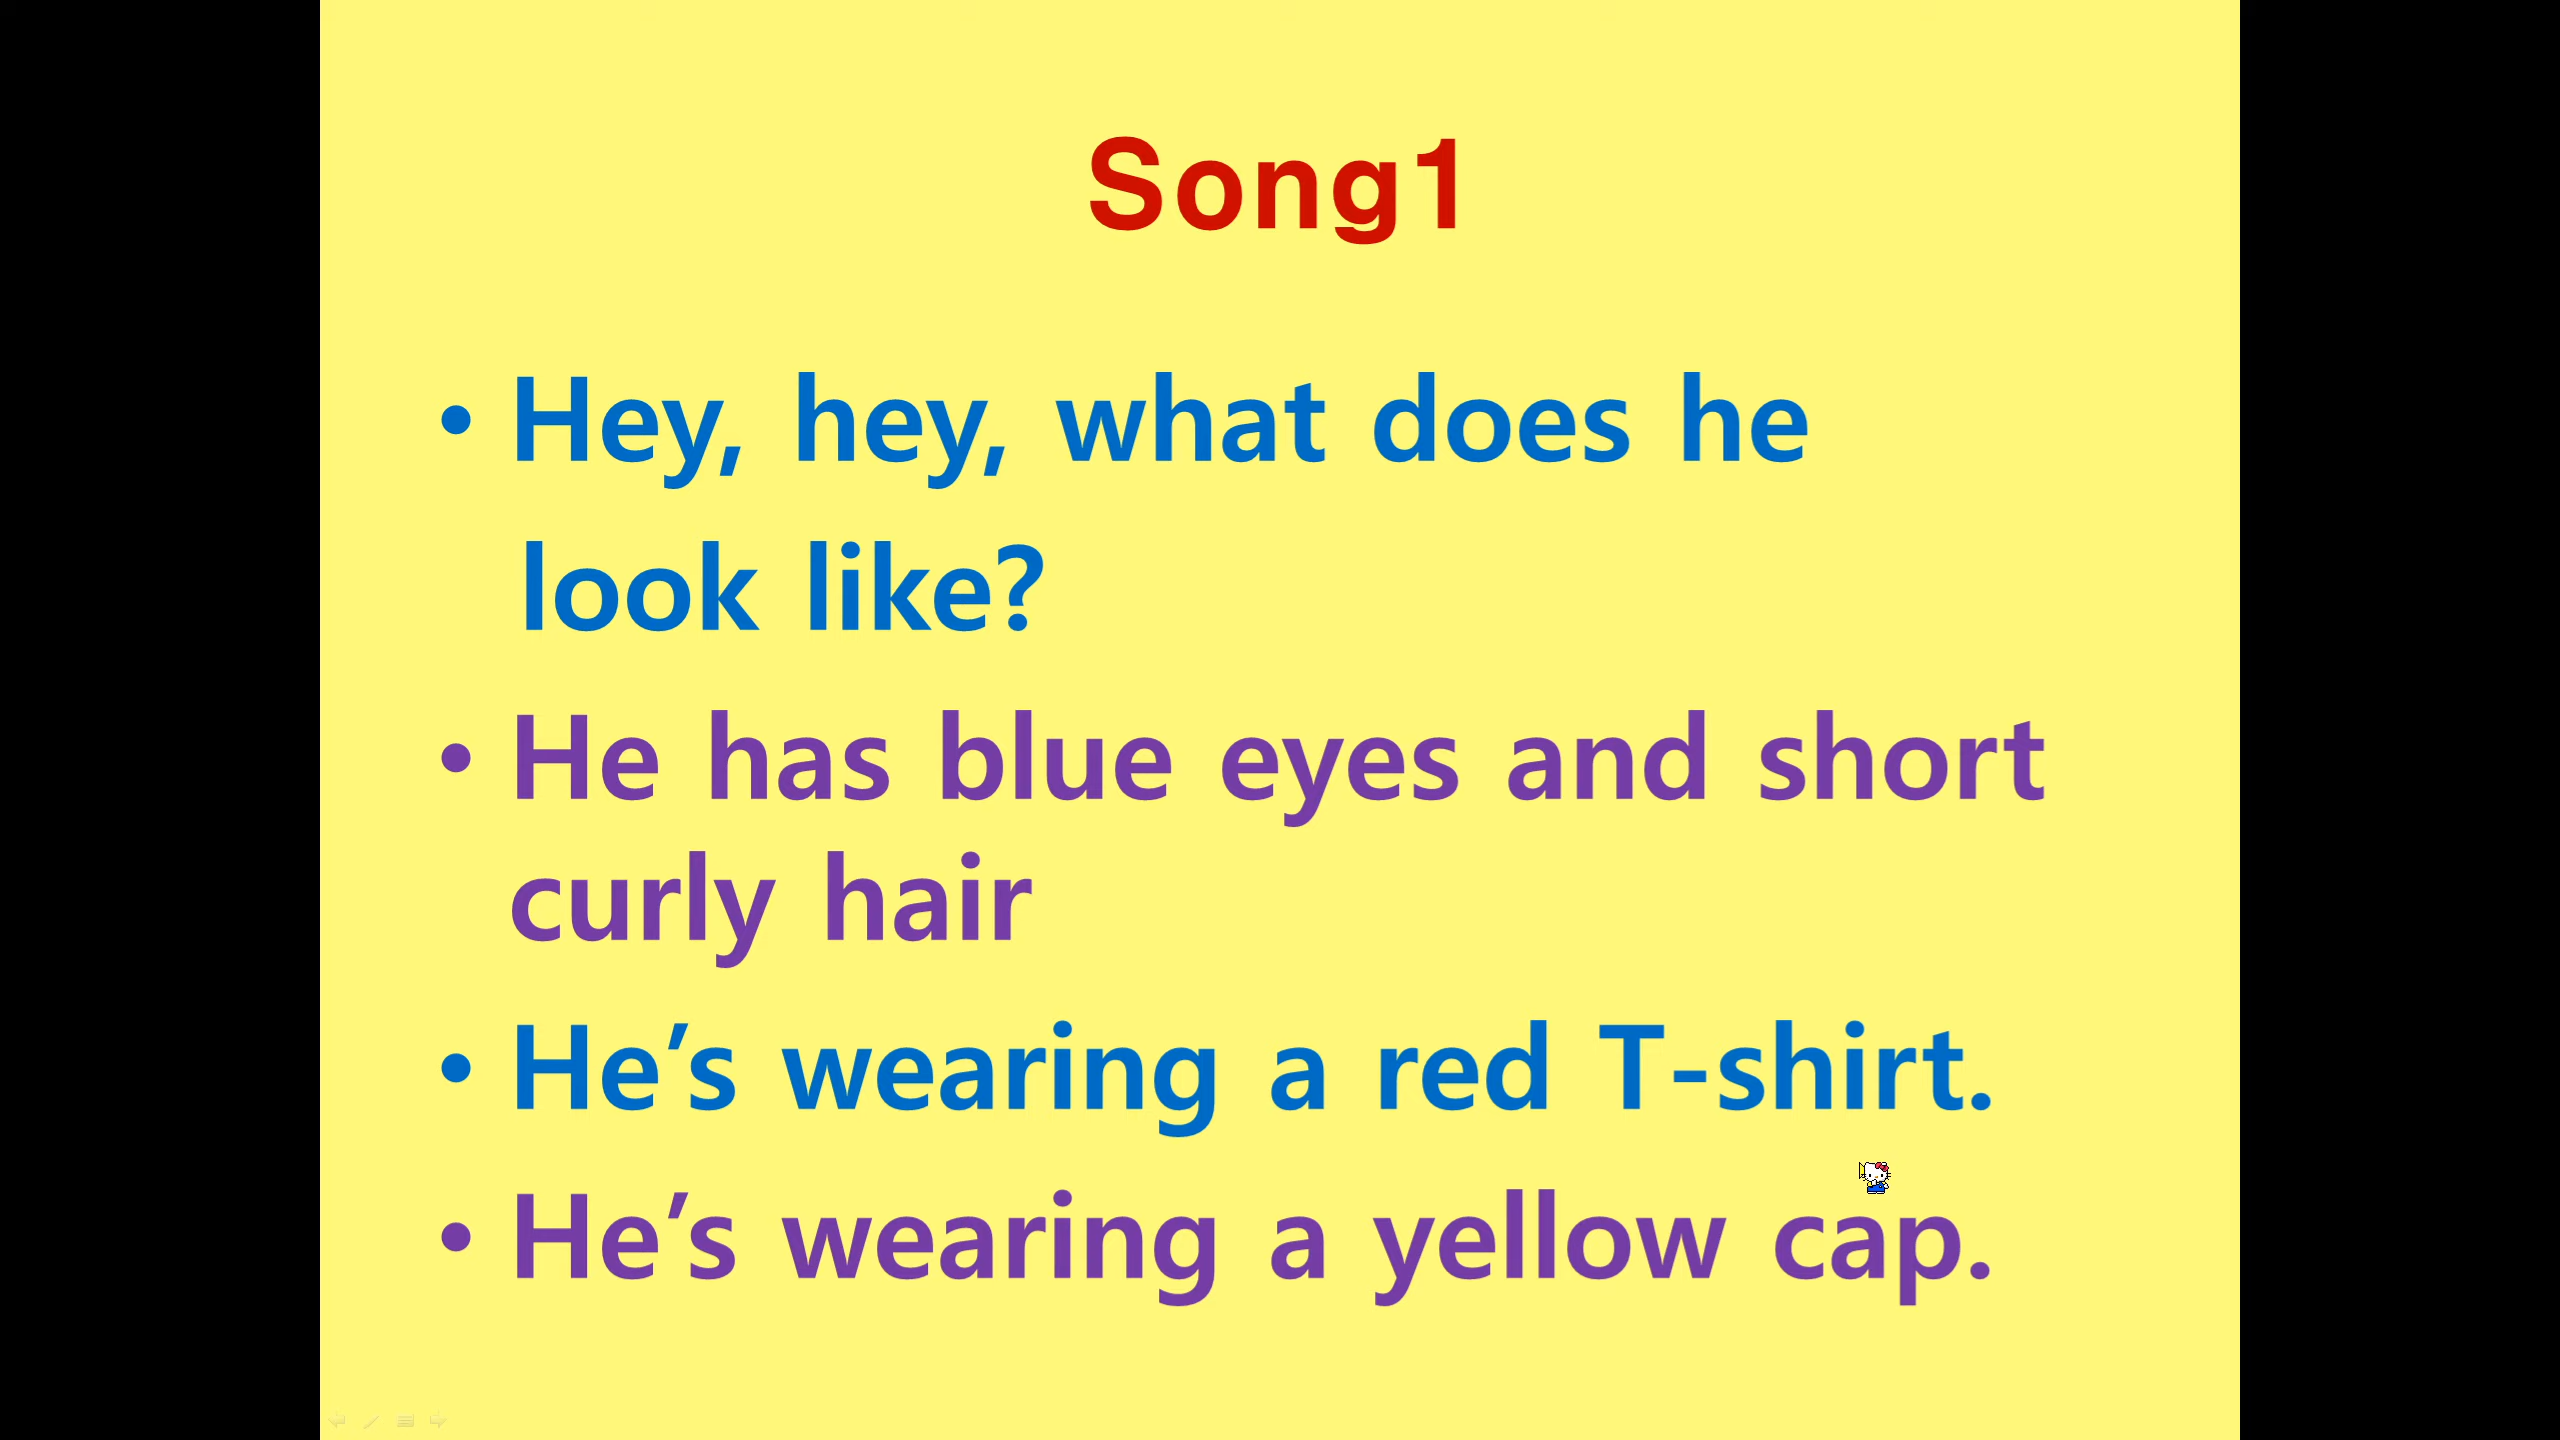 Song1
• Hey, hey, what does he
look like?
• He has blue eyes and short
curly hair
• He’s wearing a red T-shirt.
• He’s wearing a yellow cap.